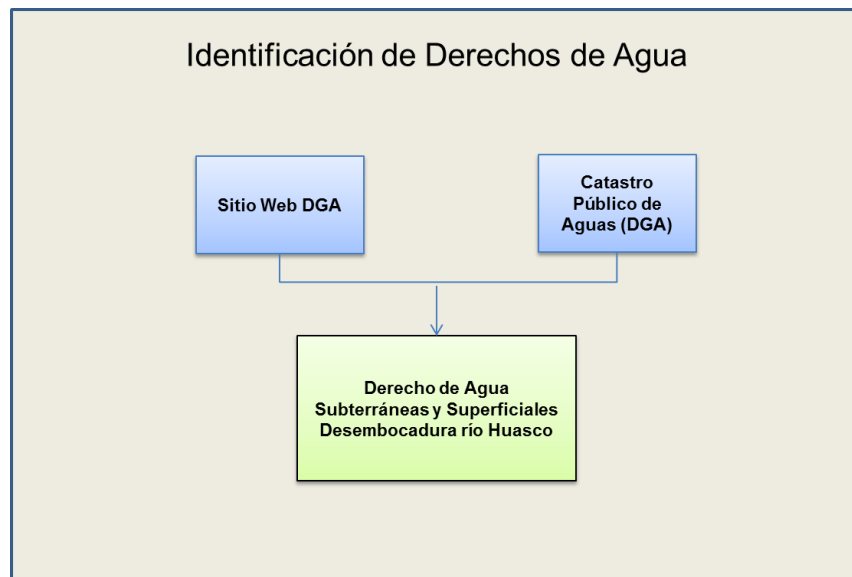 Identificación de Derechos de Agua
Sitio Web DGA
Catastro
Público de
Aguas (DGA)
Derecho de Agua
Subterráneas y Superficiales
Desembocadura río Huasco